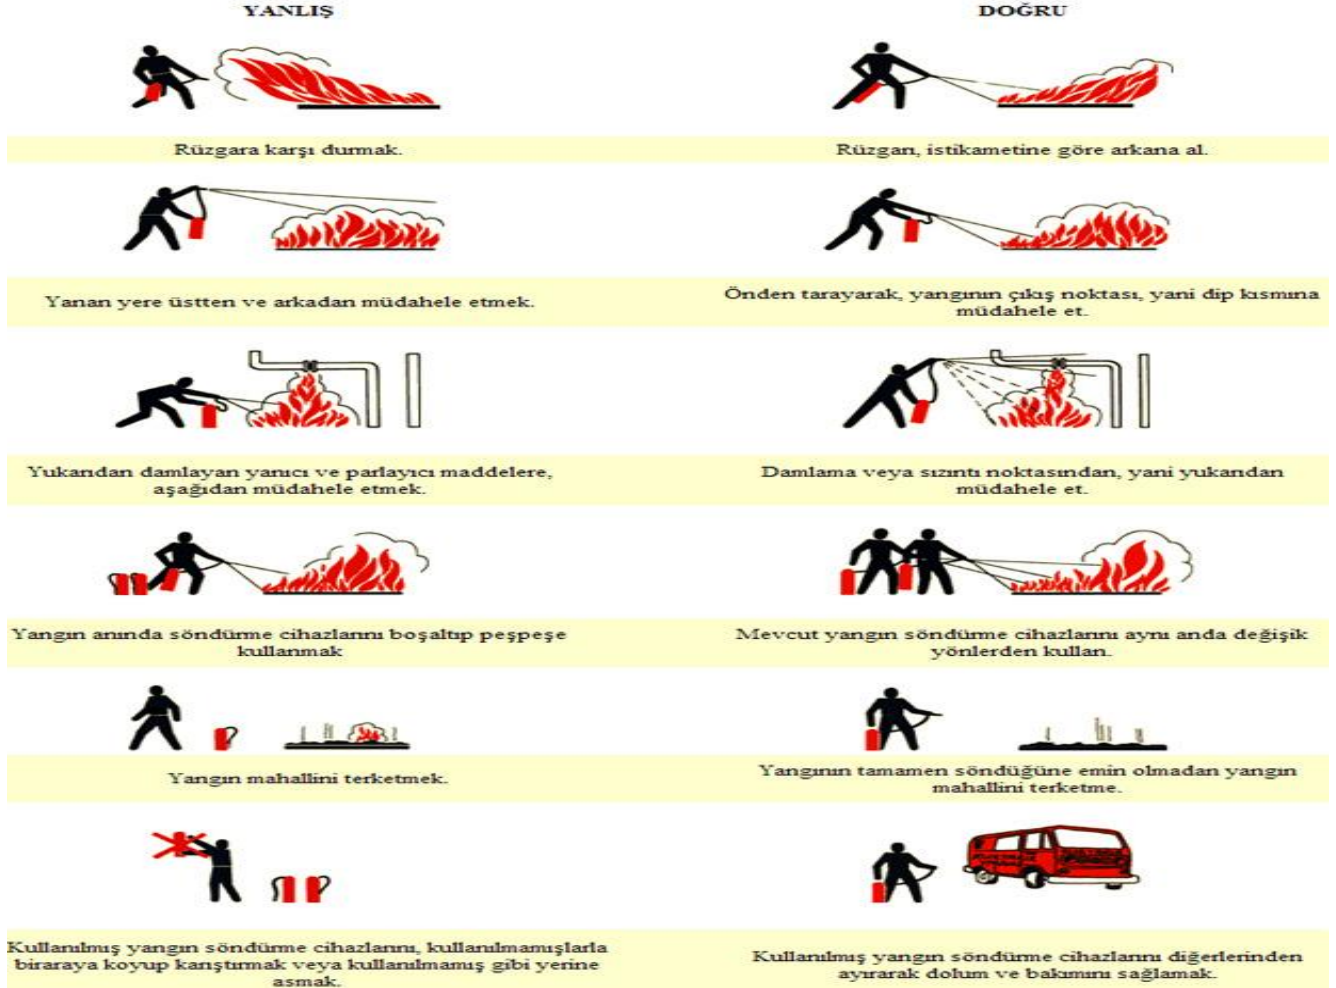 YANLIŞ
DOĞRU
Rüzgara karşı durmak.
Rüzgarı, istikametine göre arkana al.
Yanan yere üstten ve arkadan müdahele etmek.
Önden tarayarak, yangının çıkış noktası, yani dip kısmına
müdahele et.
Yukarıdan damlayan yanıcı ve parlayıcı maddelere,
aşağıdan müdahele etmek.
Damlama veya sızıntı noktasından, yani yukarıdan
müdahele et.
Yangın anında söndürme cihazlarını boşaltıp peşpeşe
kullanmak
Mevcut yangın söndürme cihazlarını aynı anda değişik
yönlerden kullan.
Yangın mahallini terketmek.
Yangının tamamen söndüğüne emin olmadan yangın
mahallini terketme.
Kullanılmış yangın söndürme cihazlarını, kullanılmamışlarla
biraraya koyup karıştırmak veya kullanılmamış gibi yerine
asmak.
Kullanılmış yangın söndürme cihazlarını diğerlerinden
ayırarak dolum ve bakımını sağlamak.